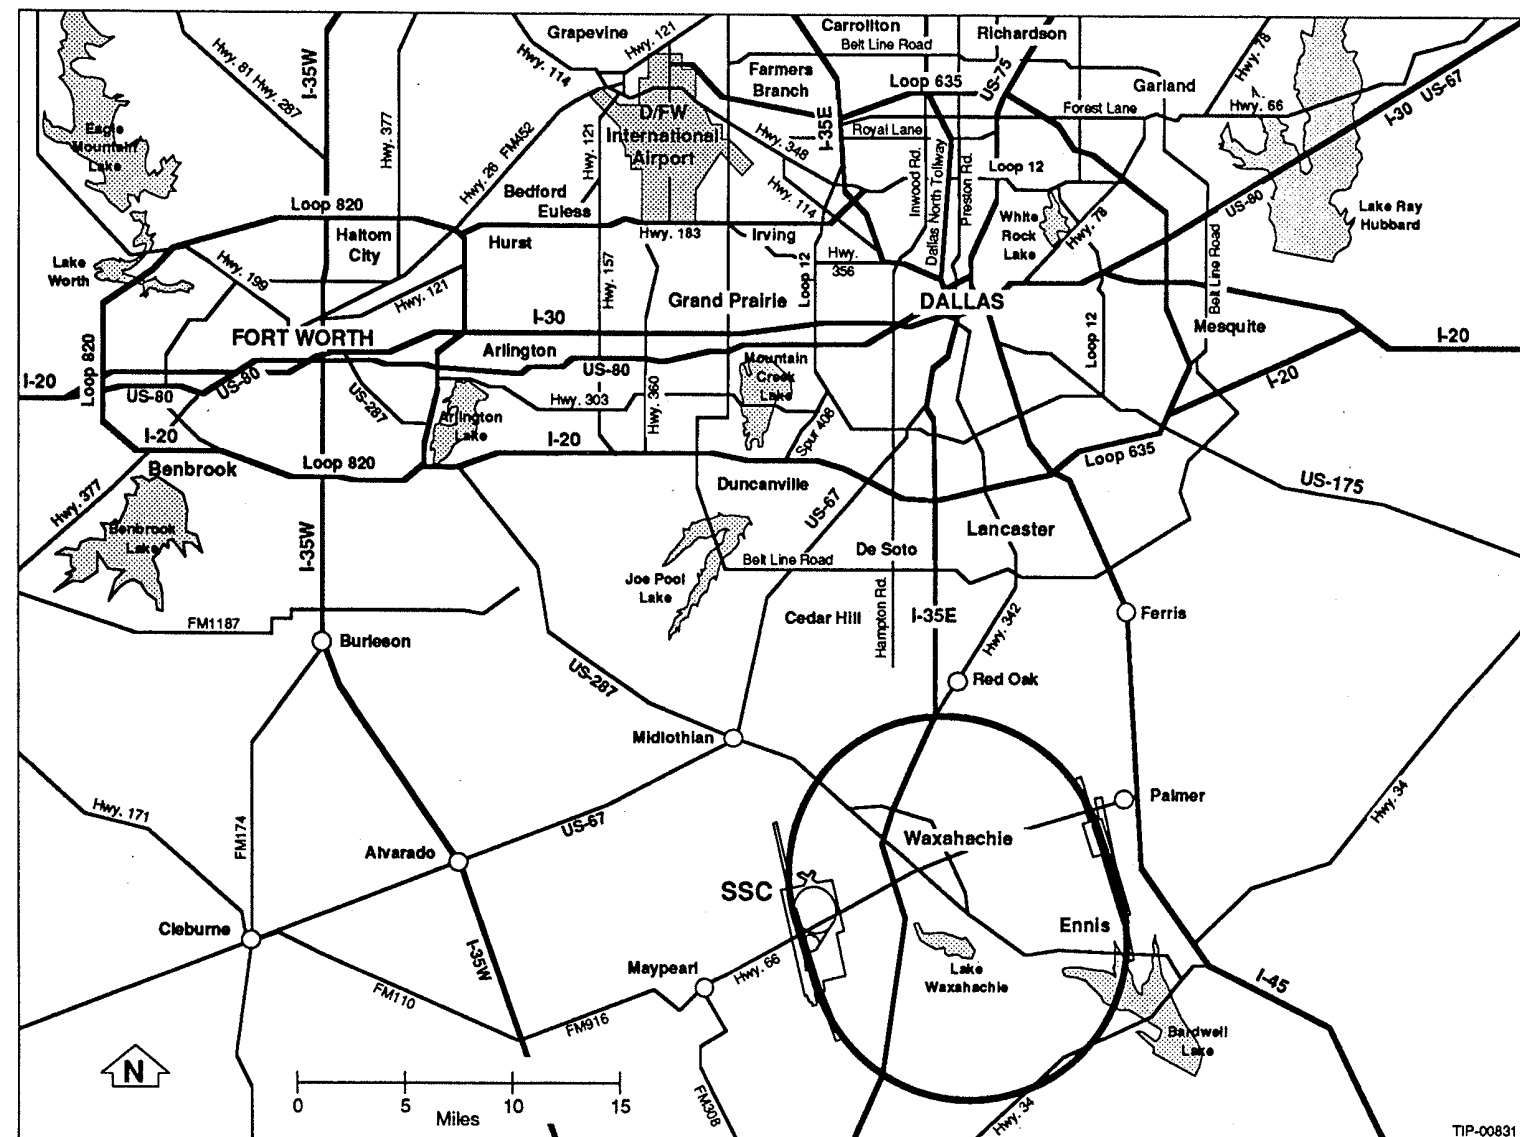 Grapevine
Hwy. 121
Carrollton
Richardson
Belt Line Road
Hwy. 78
Hwy. 81 Hwy. 287
I-35W
Hwy. 114
Farmers
Branch
Loop 635
US-75
Garland
US-67
Hwy. 377
Hwy. 26 FM452
Hwy. 121
D/FW
International
Airport
I-35E
Forest Lane
Hwy. 66
I-30
Royal Lane
Hwy. 348
Eagle
Mountain
Lake
Loop 12
Inwood Rd.
Dallas North Tollway
Preston Rd.
Hwy. 114
Bedford
Euless
Loop 820
US-80
White
Rock
Lake
Hwy. 78
Lake Ray
Hubbard
Haltom
City
Hurst
Hwy. 183
Irving
Hwy.
356
Belt Line Road
Lake
Worth
Hwy. 199
Hwy. 157
Loop 12
Hwy. 121
Grand Prairie
DALLAS
I-30
FORT WORTH
Loop 12
Mesquite
I-20
Arlington
Loop 820
US-80
Mountain
Creek
Lake
I-20
US-80
US-80
US-287
I-20
Hwy. 303
Hwy. 360
Arlington
Lake
Spur 408
I-20
I-20
Loop 820
Loop 635
Benbrook
US-175
Duncanville
Hwy. 377
US-67
Lancaster
Benbrook
Lake
I-35W
De Soto
Belt Line Road
Joe Pool
Lake
Cedar Hill
Hampton Rd.
I-35E
Hwy. 342
Ferris
FM1187
Burleson
US-287
Red Oak
Midlothian
Hwy. 171
FM174
US-67
Palmer
Hwy. 34
Waxahachie
Alvarado
SSC
Cleburne
Ennis
I-35W
Maypearl
Hwy. 66
Lake
Waxahachie
FM110
I-45
FM916
Bardwell
Lake
N
FM308
Hwy. 34
0 5 10 15
Miles
TIP-00831